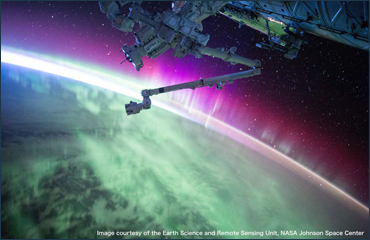 Image courtesy of the Earth Science and Remote Sensing Unit, NASA Johnson Space Center